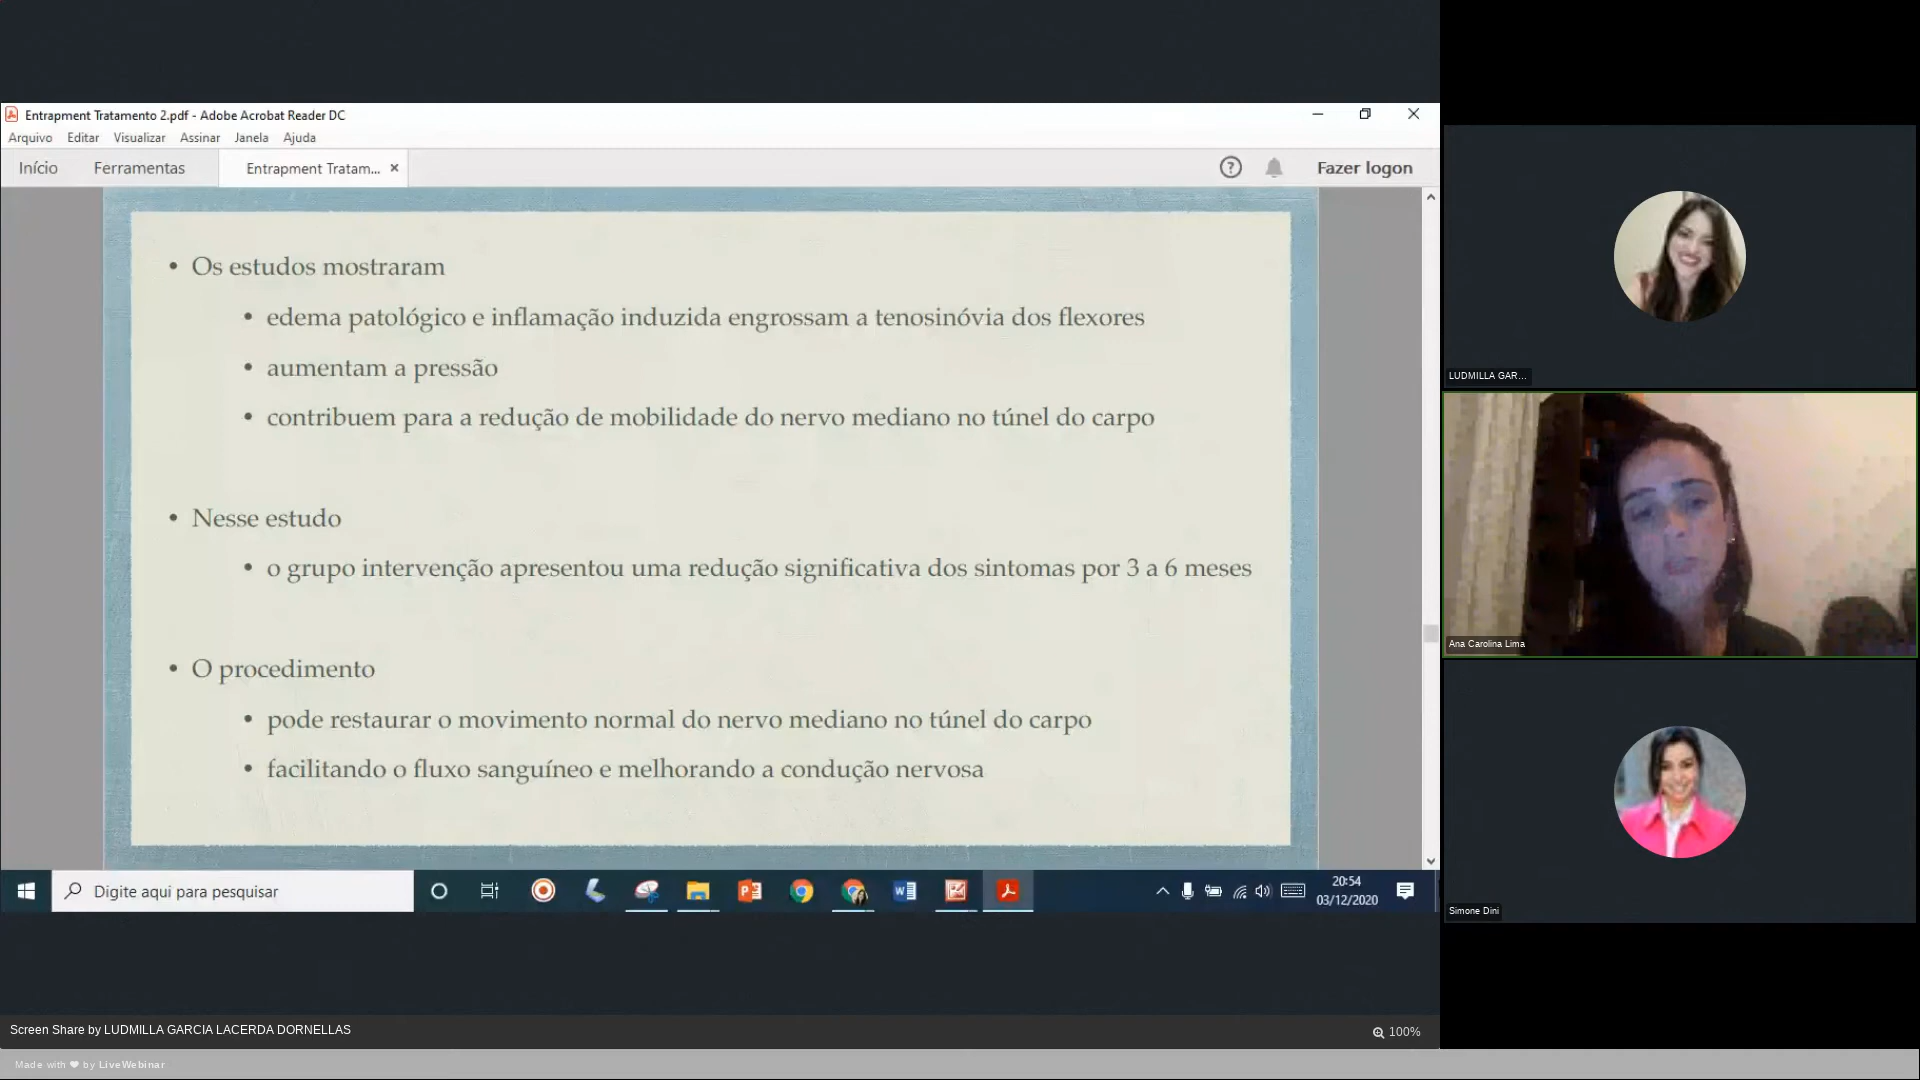 Entrapment Tratamento 2.pdf - Adobe Acrobat Reader DC
Arquivo Editar Visualizar Assinar Janela Ajuda
Início Ferramentas Entrapment Tratam... Fazer logon
• Os estudos mostraram
• edema patológico e inflamação induzida engrossam a tenosinóvia dos flexores
• aumentam a pressão
• contribuem para a redução de mobilidade do nervo mediano no túnel do carpo
• Nesse estudo
• o grupo intervenção apresentou uma redução significativa dos sintomas por 3 a 6 meses
• O procedimento
• pode restaurar o movimento normal do nervo mediano no túnel do carpo
• facilitando o fluxo sanguíneo e melhorando a condução nervosa
Digite aqui para pesquisar
20:54
03/12/2020
Screen Share by LUDMILLA GARCIA LACERDA DORNELLAS
100%
Made with ❤ by LiveWebinar
LUDMILLA GAR...
Ana Carolina Lima
Simone Dini